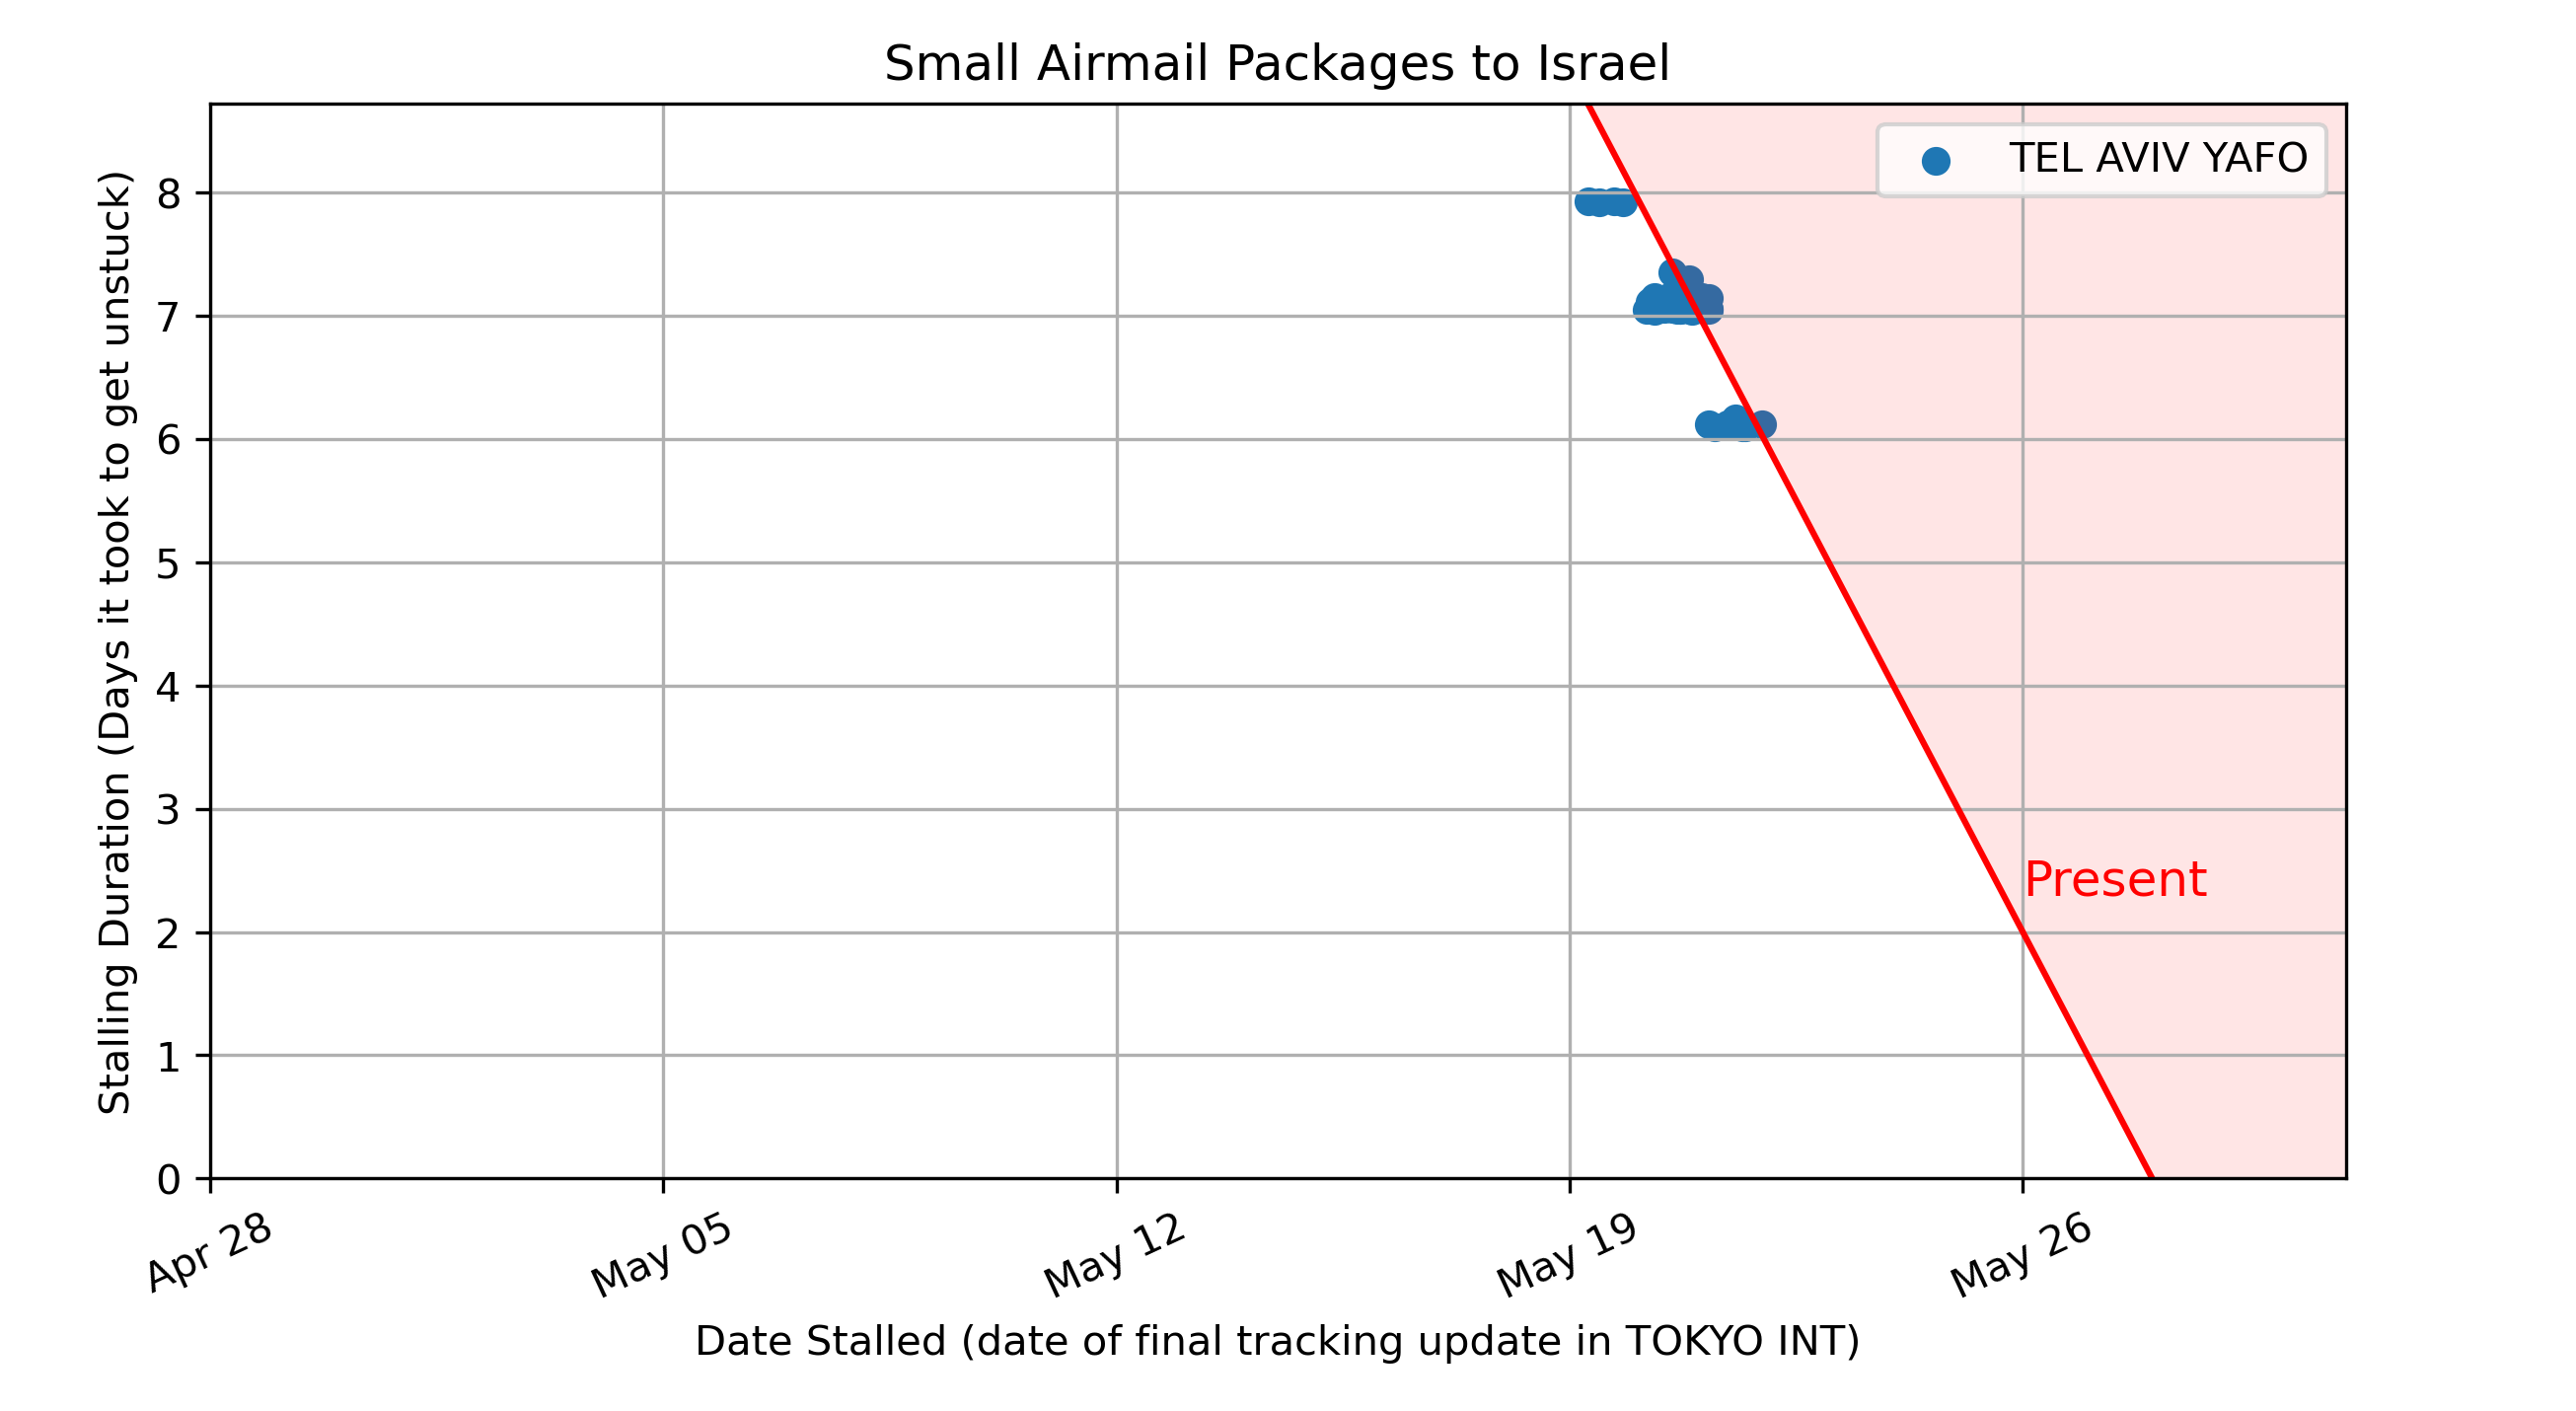 Small Airmail Packages to Israel
TEL AVIV YAFO
Stalling Duration (Days it took to get unstuck)
8
7
6
5
4
3
2
1
0
Present
Apr 28
May 05
May 12
May 19
May 26
Date Stalled (date of final tracking update in TOKYO INT)